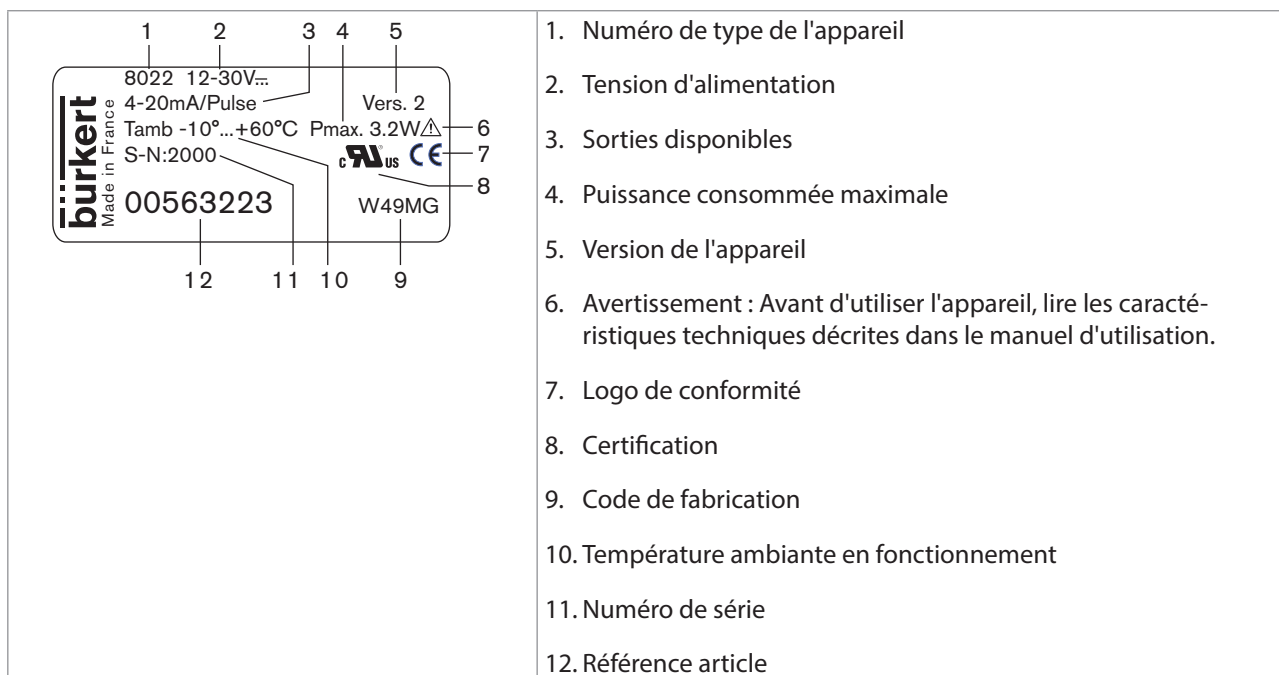 1 2 3 4 5
8022 12-30V
4-20mA/Pulse Vers. 2
Tamb -10°...+60°C Pmax. 3.2W⚠ 6
S-N:2000 c RU US CE 7
8
00563223 W49MG
bürkert
Made in France
12 11 10 9
1. Numéro de type de l'appareil
2. Tension d'alimentation
3. Sorties disponibles
4. Puissance consommée maximale
5. Version de l'appareil
6. Avertissement : Avant d'utiliser l'appareil, lire les caracté-
ristiques techniques décrites dans le manuel d'utilisation.
7. Logo de conformité
8. Certification
9. Code de fabrication
10. Température ambiante en fonctionnement
11. Numéro de série
12. Référence article